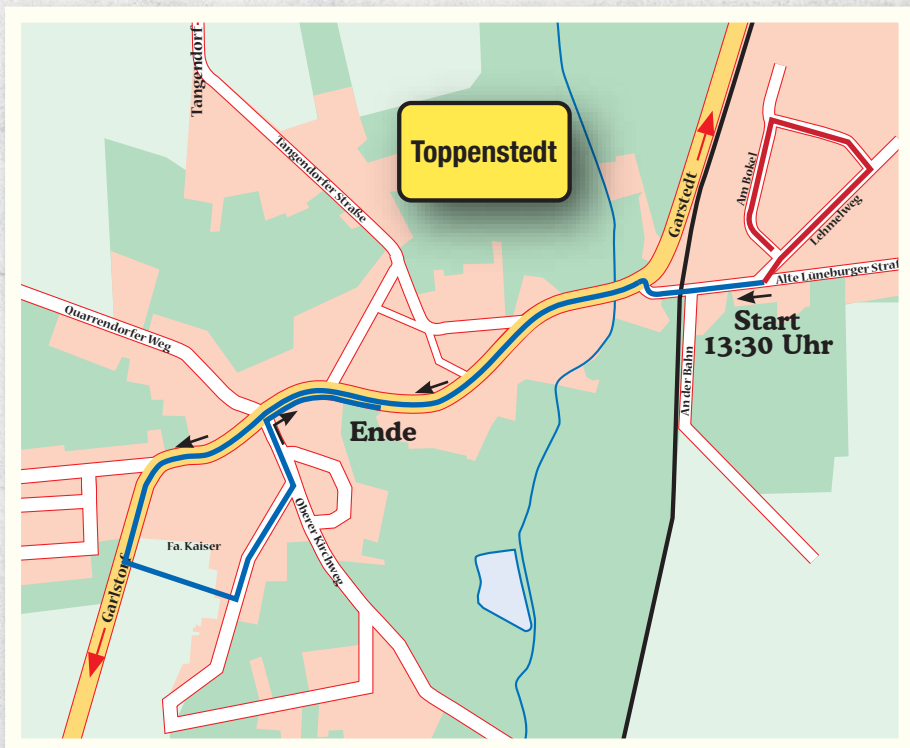 Tangendorf
Tangendorfer Straße
Toppenstedt
Garstedt
Am Bokel
Lehmelweg
Alte Lüneburger Straß
Start
13:30 Uhr
An der Bahn
Quarrendorfer Weg
Ende
Oberer Kirchweg
Fa. Kaiser
Garlstorf